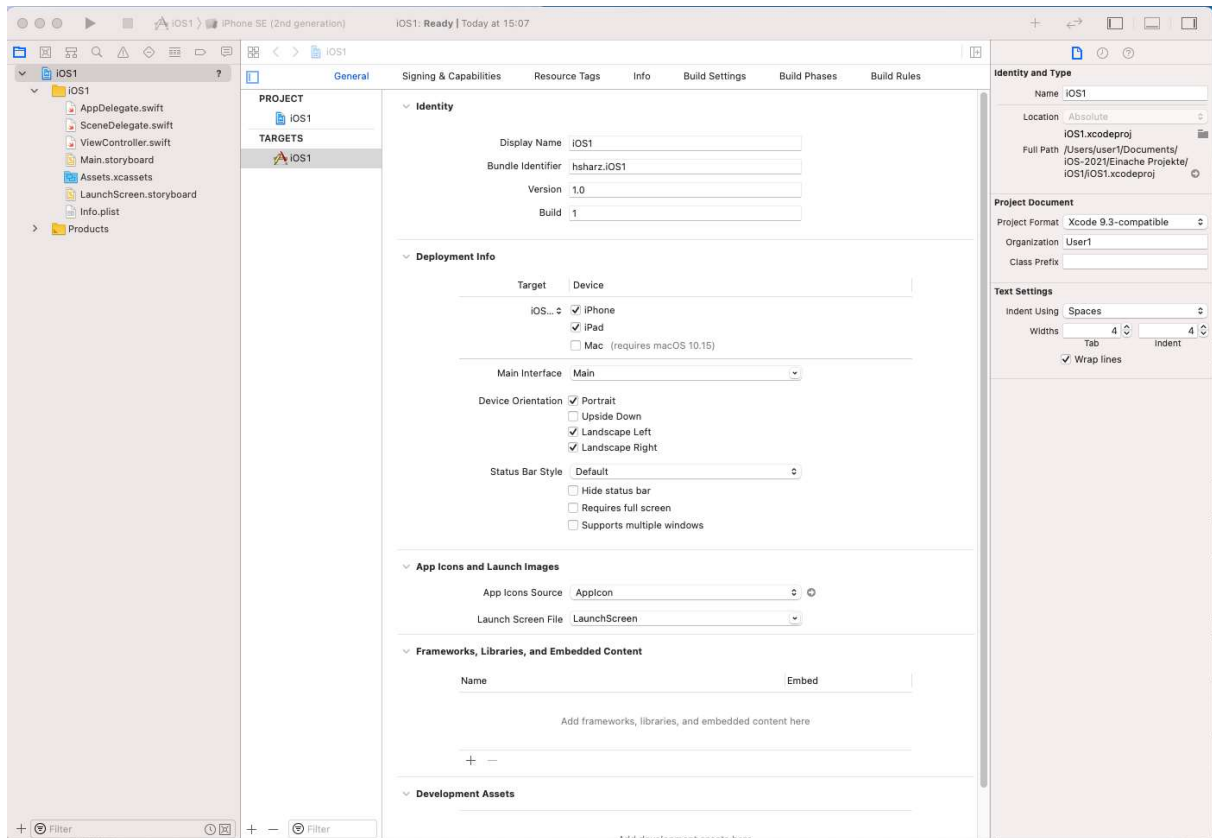 iOS1 〉 iPhone SE (2nd generation)
iOS1: Ready | Today at 15:07
iOS1
?
iOS1
AppDelegate.swift
SceneDelegate.swift
ViewController.swift
Main.storyboard
Assets.xcassets
LaunchScreen.storyboard
Info.plist
Products
Filter
iOS1
General Signing & Capabilities Resource Tags Info Build Settings Build Phases Build Rules
PROJECT
iOS1
TARGETS
iOS1
Filter
Identity
Display Name iOS1
Bundle Identifier hsharz.iOS1
Version 1.0
Build 1
Deployment Info
Target Device
iOS... iPhone
iPad
Mac (requires macOS 10.15)
Main Interface Main
Device Orientation Portrait
Upside Down
Landscape Left
Landscape Right
Status Bar Style Default
Hide status bar
Requires full screen
Supports multiple windows
App Icons and Launch Images
App Icons Source AppIcon
Launch Screen File LaunchScreen
Frameworks, Libraries, and Embedded Content
Name Embed
Add frameworks, libraries, and embedded content here
Development Assets
Identity and Type
Name iOS1
Location Absolute
iOS1.xcodeproj
Full Path /Users/user1/Documents/
iOS-2021/Einache Projekte/
iOS1/iOS1.xcodeproj
Project Document
Project Format Xcode 9.3-compatible
Organization User1
Class Prefix
Text Settings
Indent Using Spaces
Widths 4 4
Tab Indent
Wrap lines